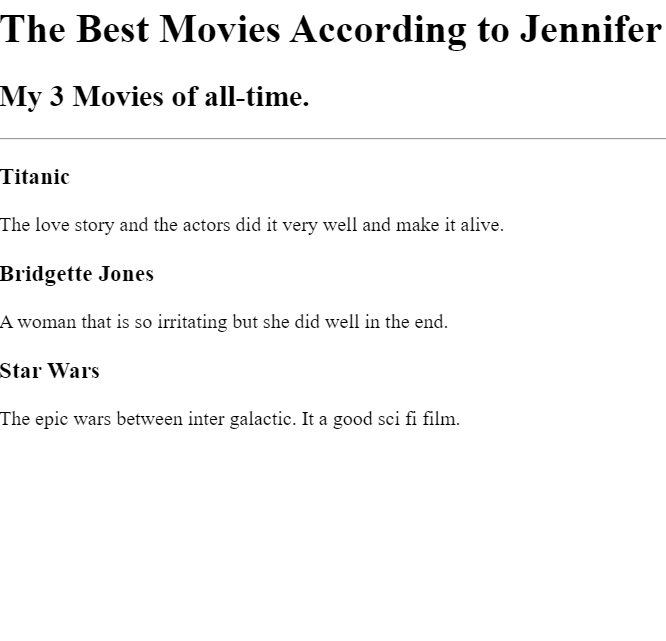 The Best Movies According to Jennifer
My 3 Movies of all-time.
Titanic
The love story and the actors did it very well and make it alive.
Bridgette Jones
A woman that is so irritating but she did well in the end.
Star Wars
The epic wars between inter galactic. It a good sci fi film.